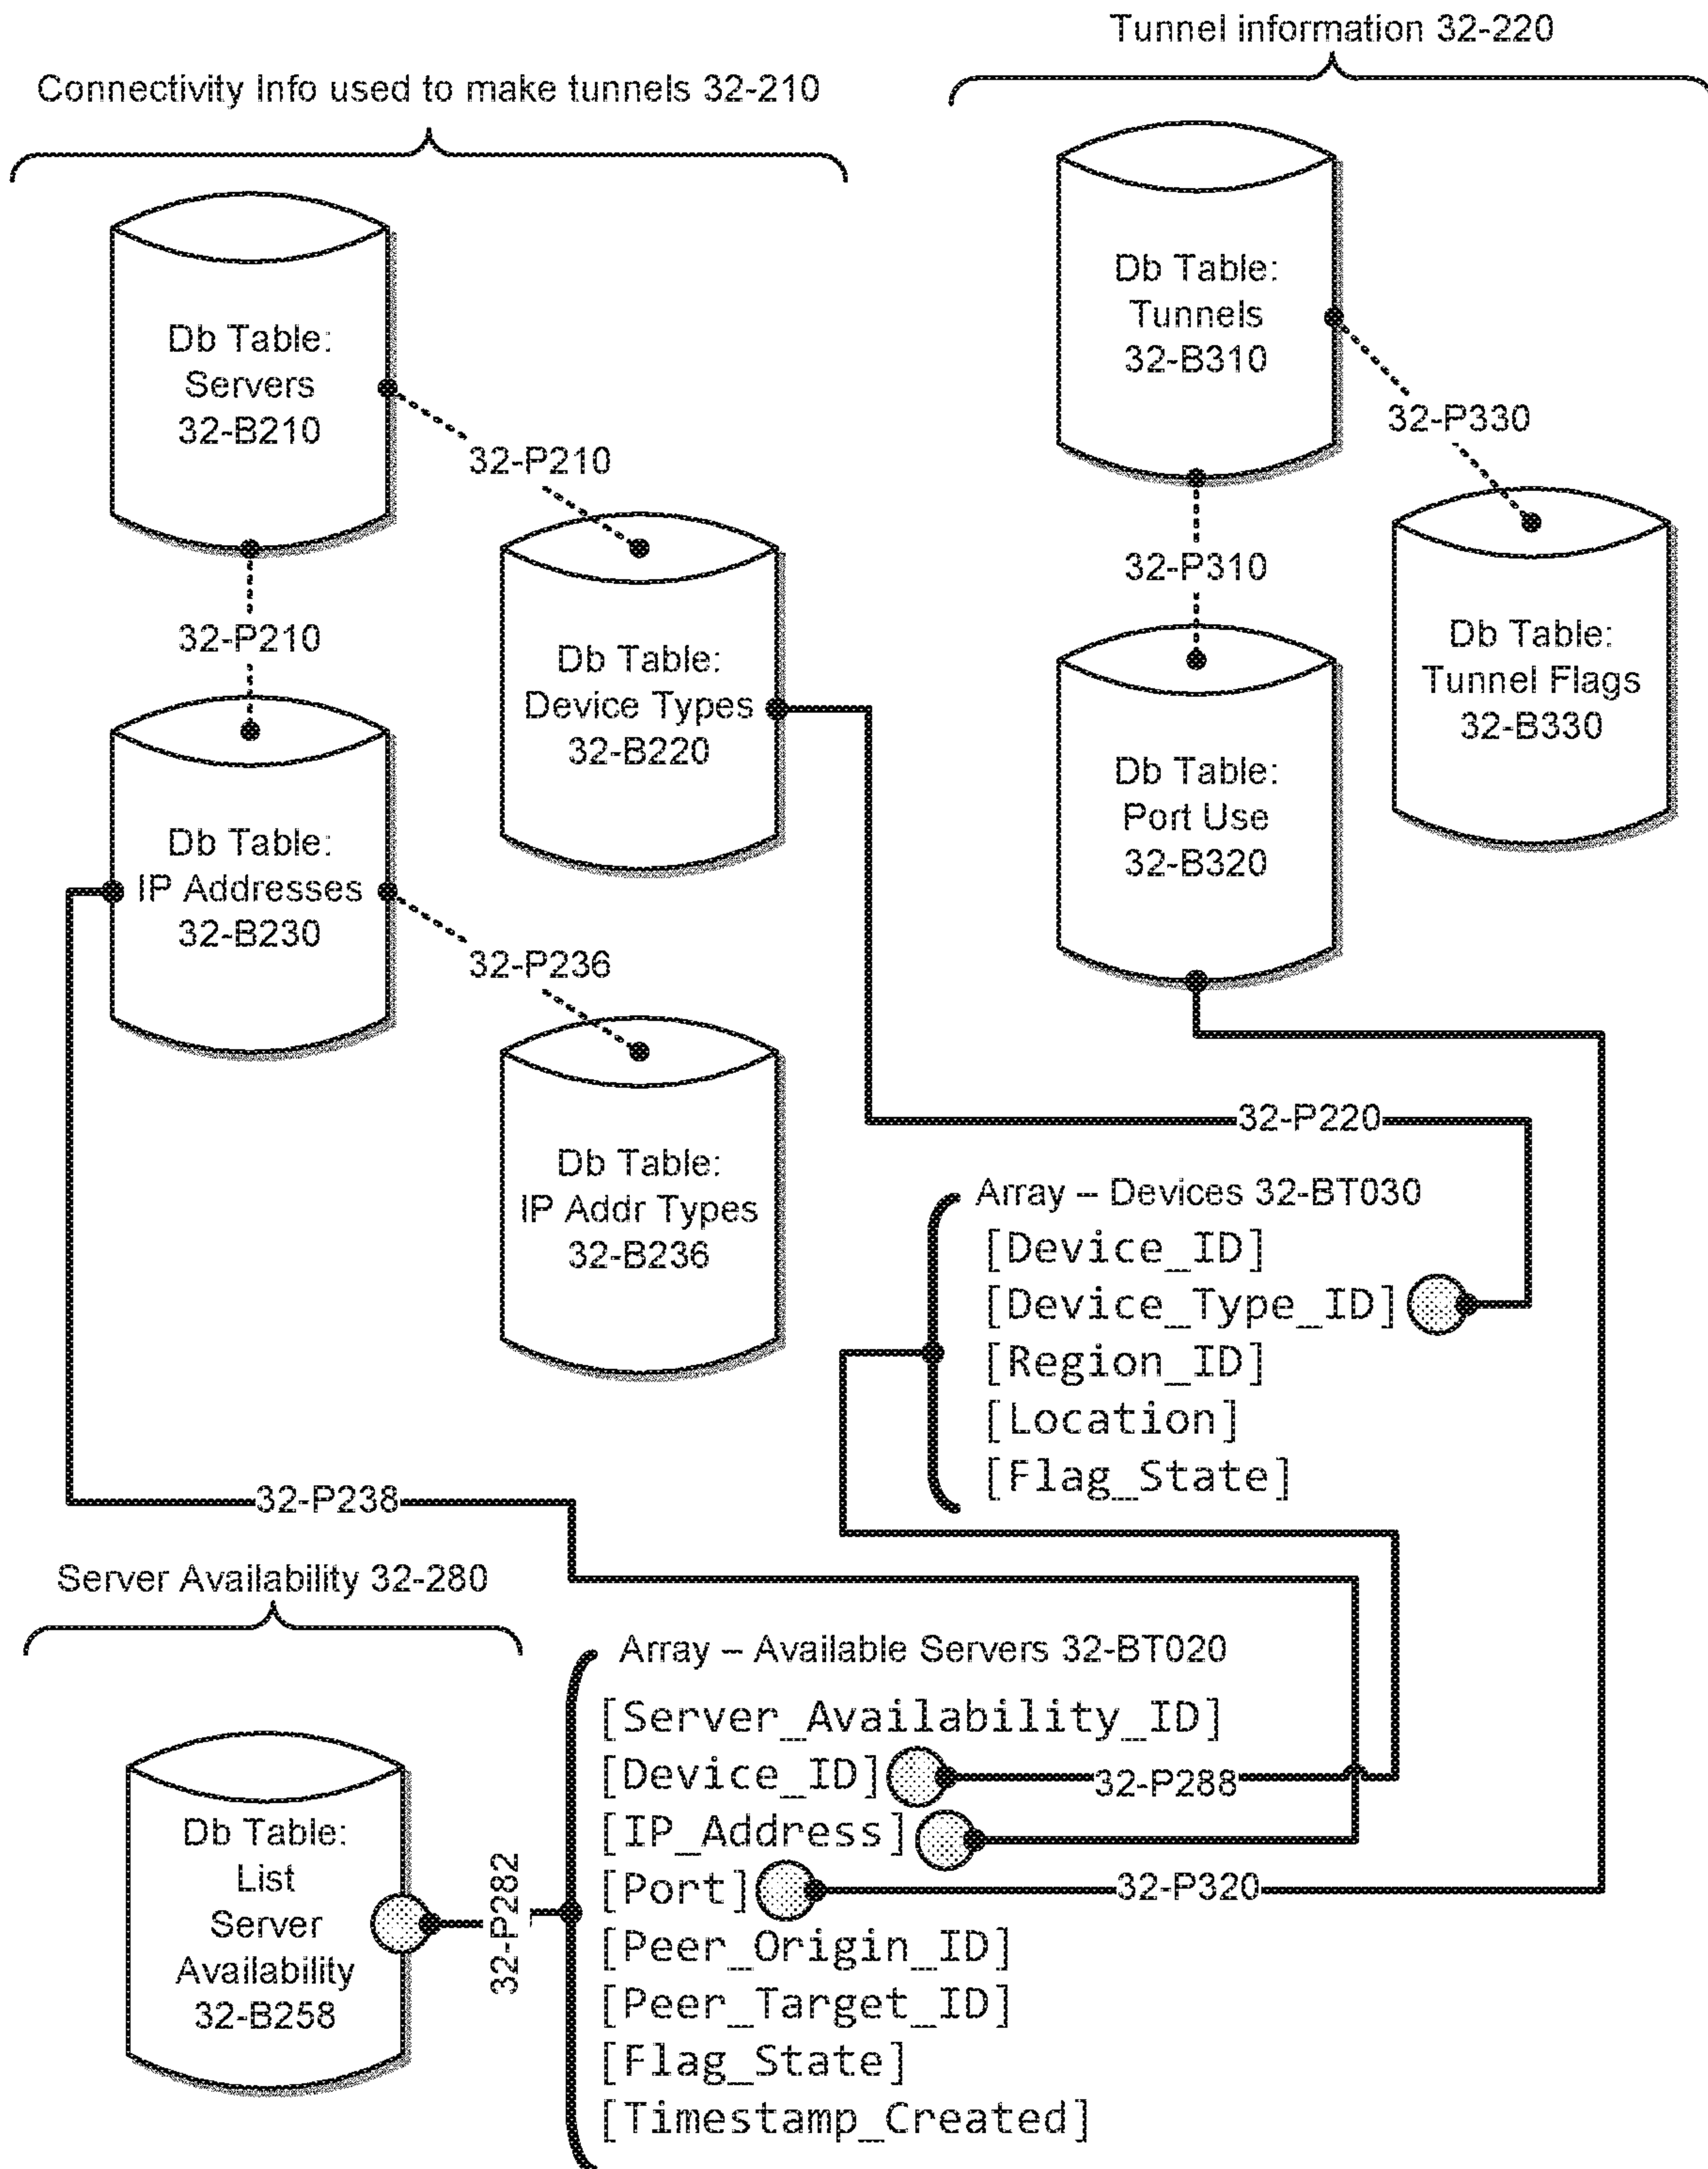 Tunnel information 32-220
Connectivity Info used to make tunnels 32-210
Db Table:
Servers
32-B210
Db Table:
Tunnels
32-B310
32-P210
32-P330
32-P210
32-P310
Db Table:
Device Types
32-B220
Db Table:
Tunnel Flags
32-B330
Db Table:
IP Addresses
32-B230
Db Table:
Port Use
32-B320
32-P236
Db Table:
IP Addr Types
32-B236
32-P220
Array – Devices 32-BT030
[Device_ID]
[Device_Type_ID]
[Region_ID]
[Location]
[Flag_State]
32-P238
Server Availability 32-280
Db Table:
List
Server
Availability
32-B258
32-P282
Array – Available Servers 32-BT020
[Server_Availability_ID]
[Device_ID]
32-P288
[IP_Address]
[Port]
32-P320
[Peer_Origin_ID]
[Peer_Target_ID]
[Flag_State]
[Timestamp_Created]